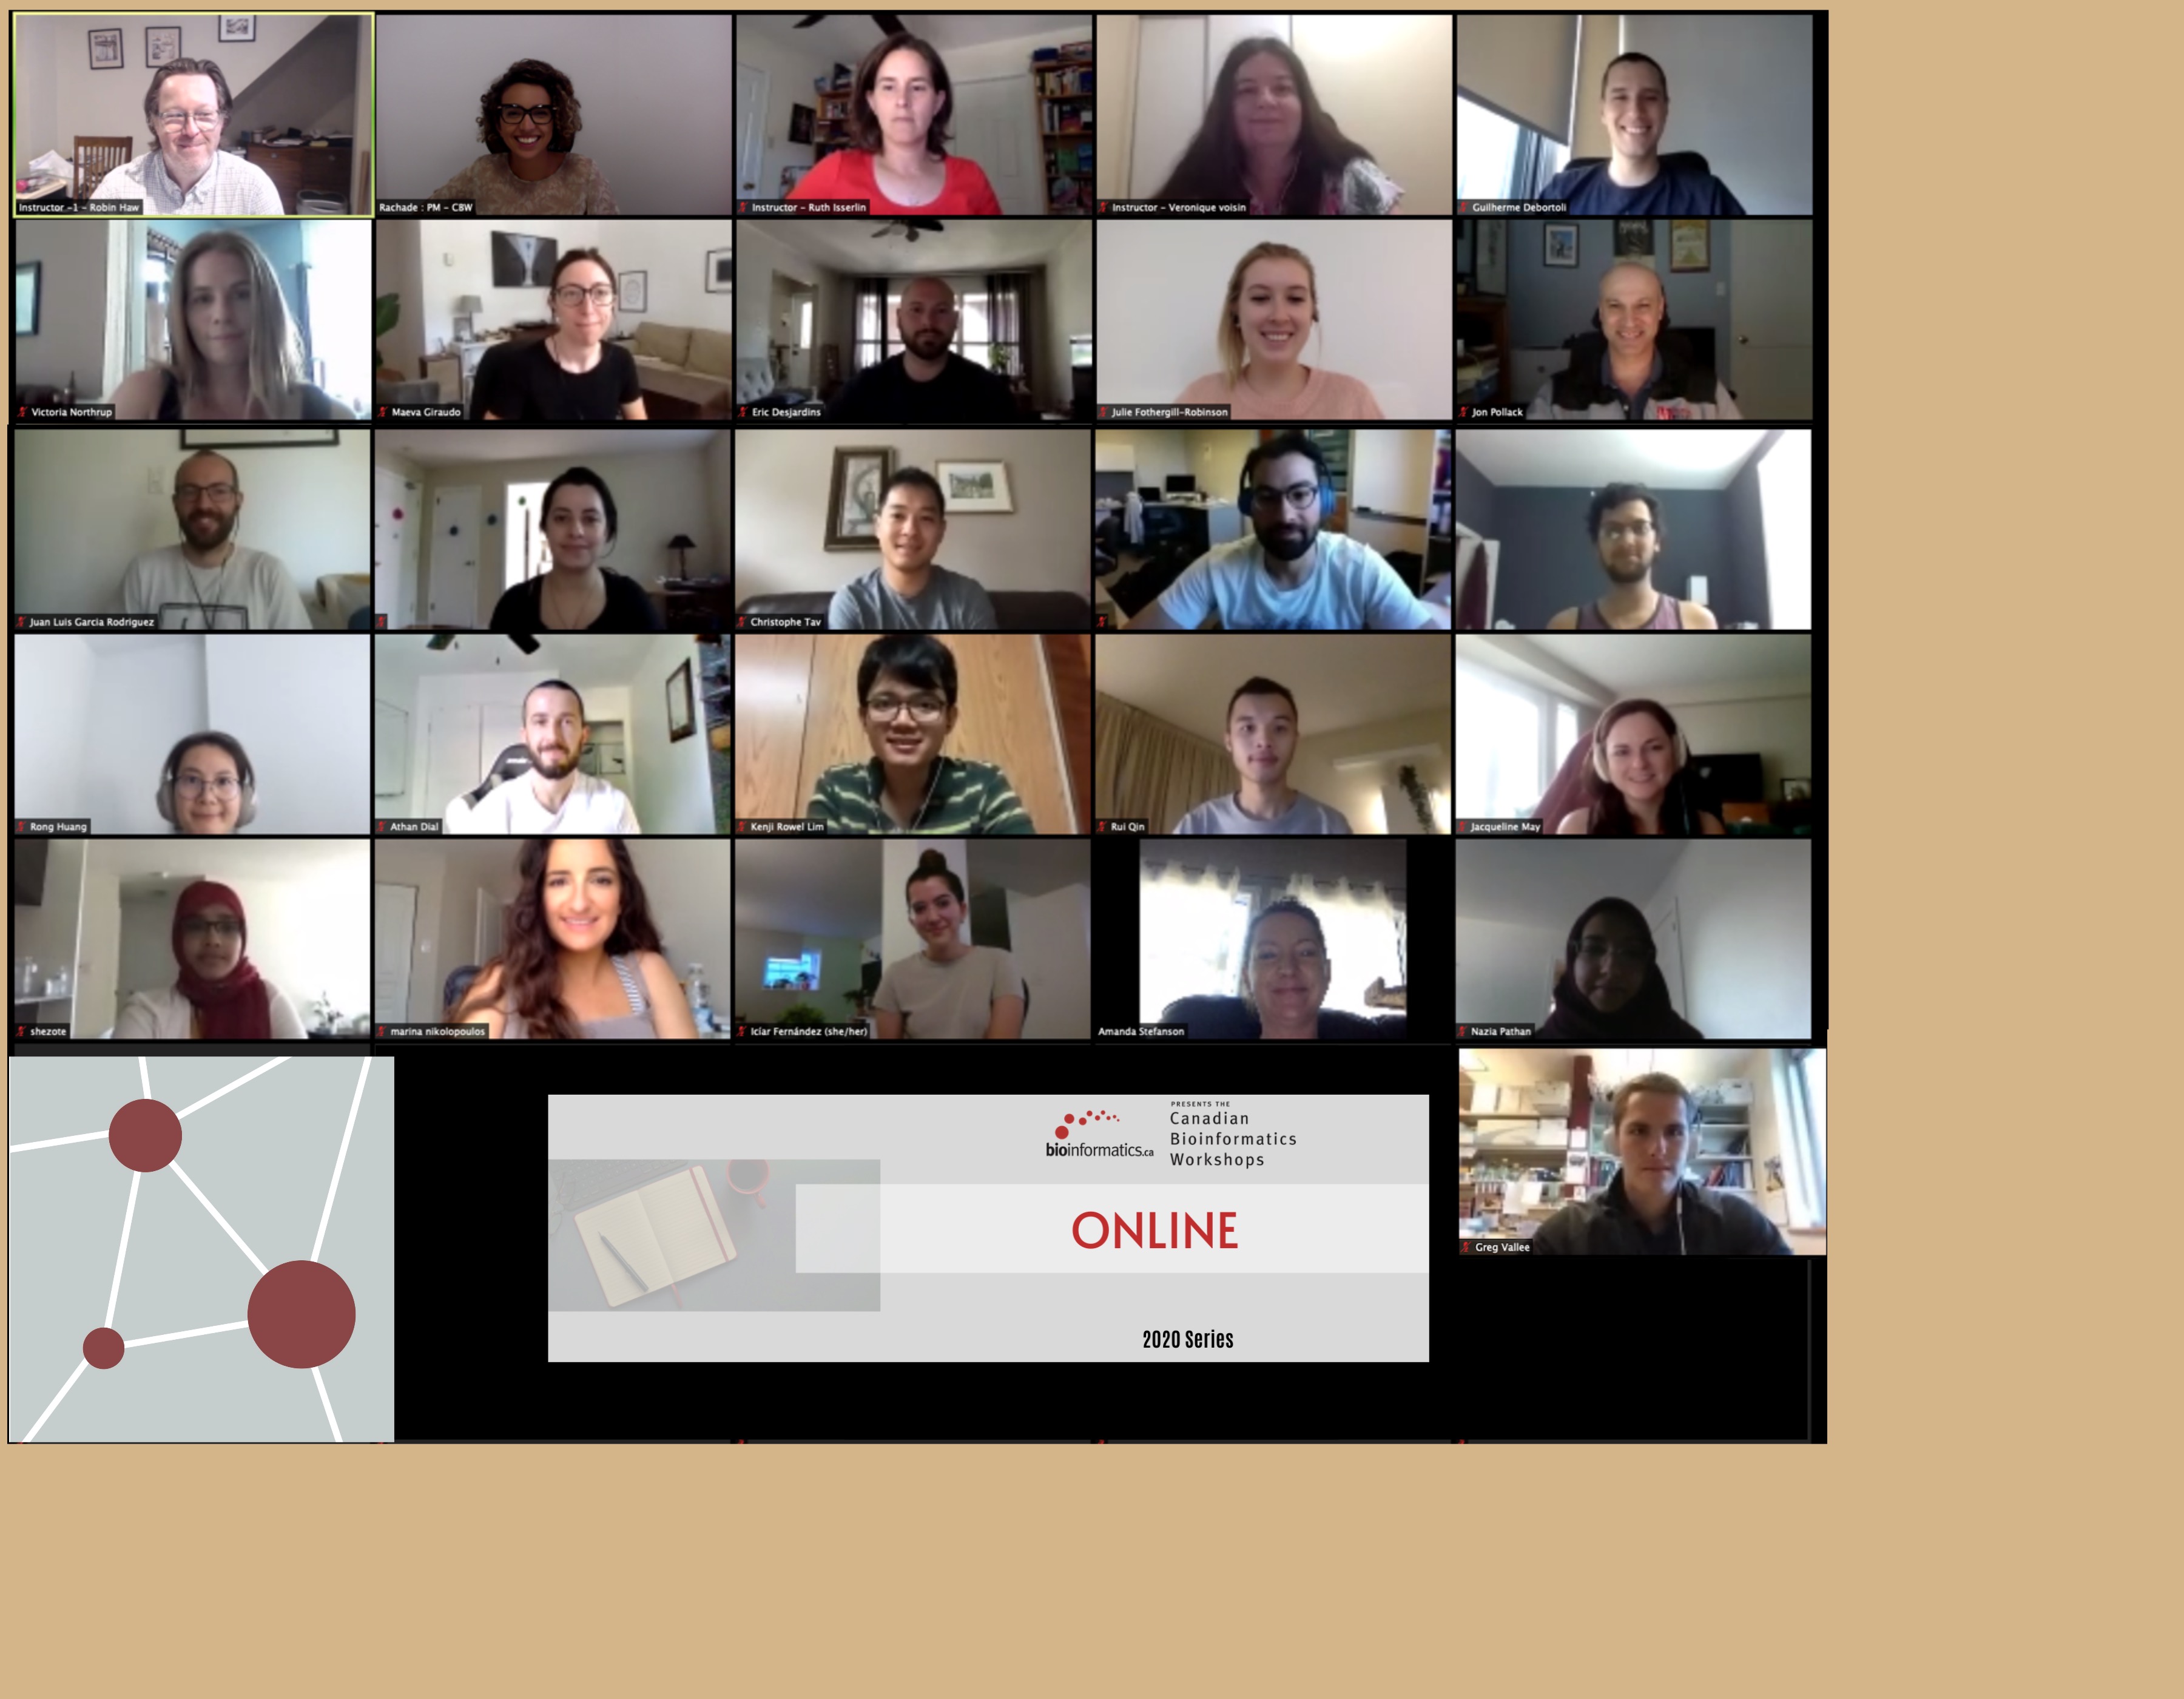 Instructor -1 - Robin Haw
Rachade : PM - CBW
Instructor - Ruth Isserlin
Instructor - Veronique voisin
Guilherme Debortoli
Victoria Northrup
Maeva Giraudo
Eric Desjardins
Julie Fothergill-Robinson
Jon Pollack
Juan Luis Garcia Rodriguez
Christophe Tav
Rong Huang
Athan Dial
Kenji Rowel Lim
Rui Qin
Jacqueline May
shezote
marina nikolopoulos
Icíar Fernández (she/her)
Amanda Stefanson
Nazia Pathan
Greg Vallee
bioinformatics.ca
PRESENTS THE
Canadian
Bioinformatics
Workshops
ONLINE
2020 Series